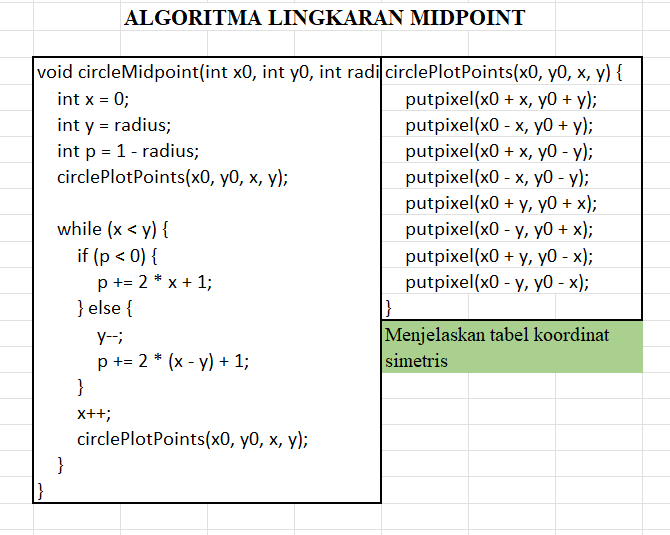 ALGORITMA LINGKARAN MIDPOINT
void circleMidpoint(int x0, int y0, int radi
int x = 0;
int y = radius;
int p = 1 - radius;
circlePlotPoints(x0, y0, x, y);
while (x < y) {
if (p < 0) {
p += 2 * x + 1;
} else {
y--;
p += 2 * (x - y) + 1;
}
x++;
circlePlotPoints(x0, y0, x, y);
}
}
circlePlotPoints(x0, y0, x, y) {
putpixel(x0 + x, y0 + y);
putpixel(x0 - x, y0 + y);
putpixel(x0 + x, y0 - y);
putpixel(x0 - x, y0 - y);
putpixel(x0 + y, y0 + x);
putpixel(x0 - y, y0 + x);
putpixel(x0 + y, y0 - x);
putpixel(x0 - y, y0 - x);
}
Menjelaskan tabel koordinat
simetris